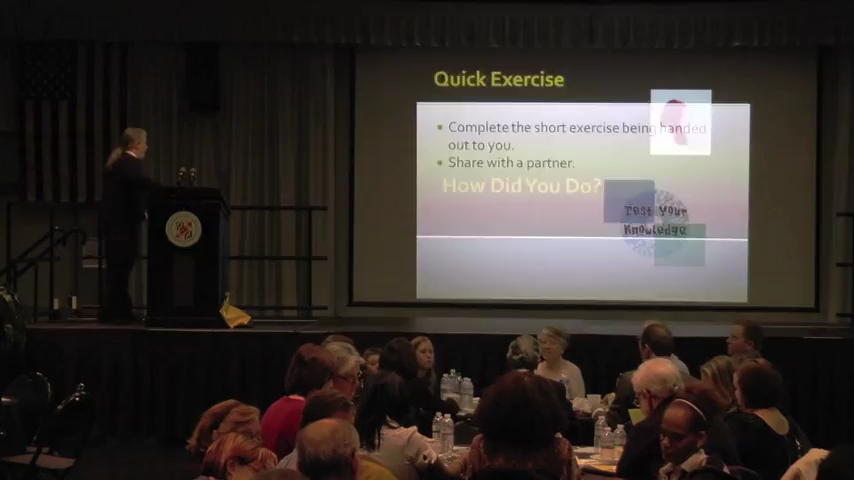 Quick Exercise
Complete the short exercise being handed
out to you.
Share with a partner.
How Did You Do?
Test Your
Knowledge